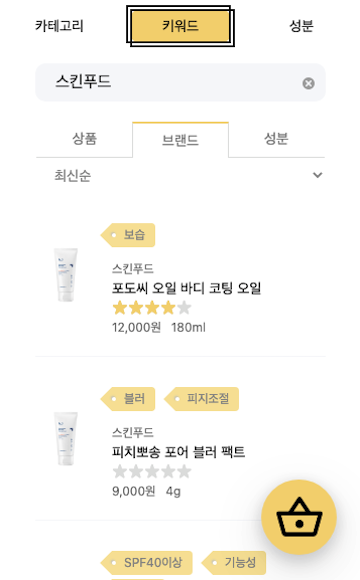 카테고리 키워드 성분
스킨푸드
상품 브랜드 성분
최신순
보습
스킨푸드
포도씨 오일 바디 코팅 오일
12,000원 180ml
블러 피지조절
스킨푸드
피치뽀송 포어 블러 팩트
9,000원 4g
SPF40이상 기능성